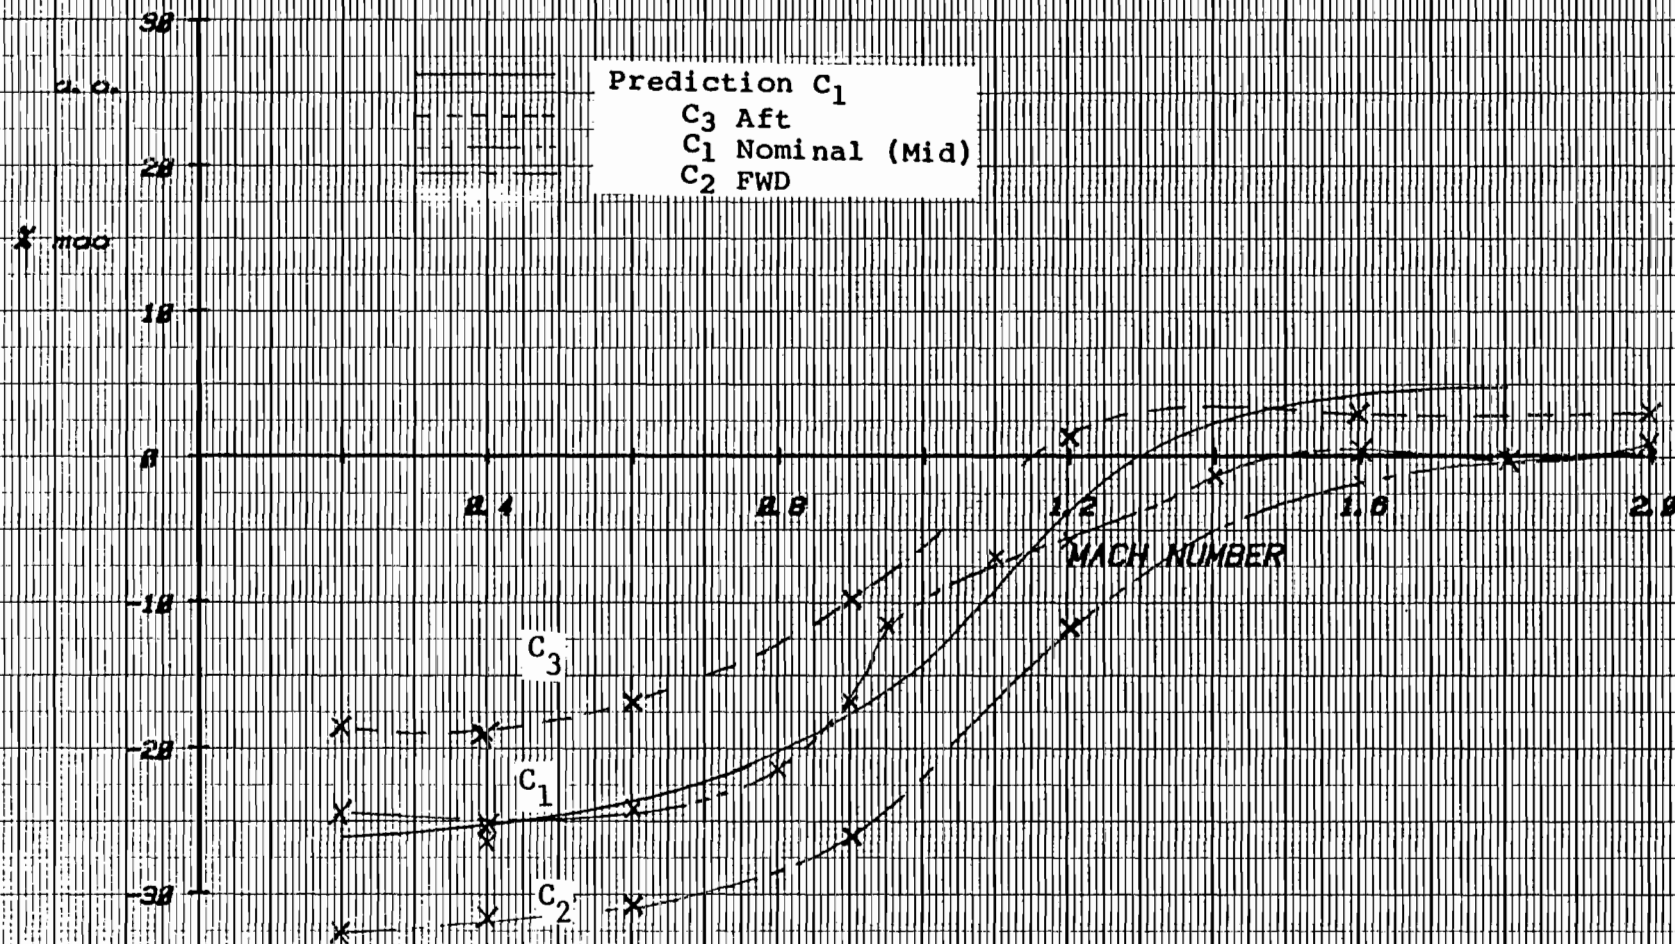 30
a.c.
Prediction C1
C3 Aft
20
C1 Nominal (Mid)
C2 FWD
% mac
10
0
0.4
0.8
1.2
1.6
2.0
MACH NUMBER
-10
C3
-20
C1
-30
C2